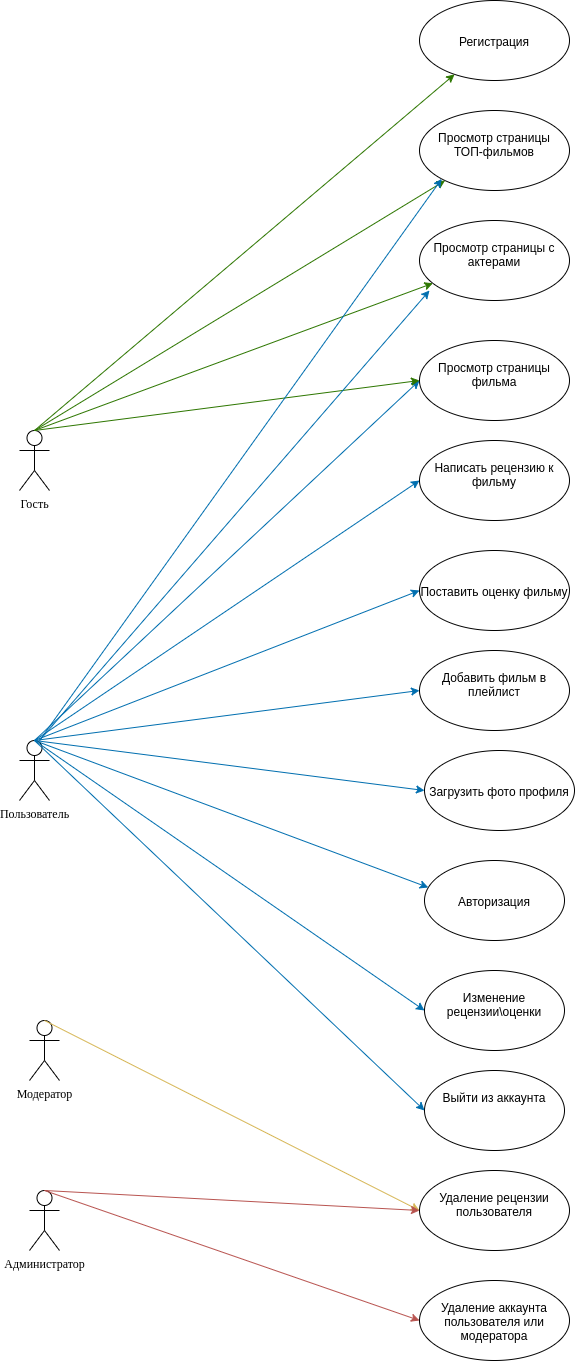 Регистрация
Просмотр страницы
ТОП-фильмов
Просмотр страницы с
актерами
Просмотр страницы
фильма
Гость
Написать рецензию к
фильму
Поставить оценку фильму
Добавить фильм в
плейлист
Пользователь
Загрузить фото профиля
Авторизация
Изменение
рецензии\оценки
Модератор
Выйти из аккаунта
Удаление рецензии
пользователя
Администратор
Удаление аккаунта
пользователя или
модератора